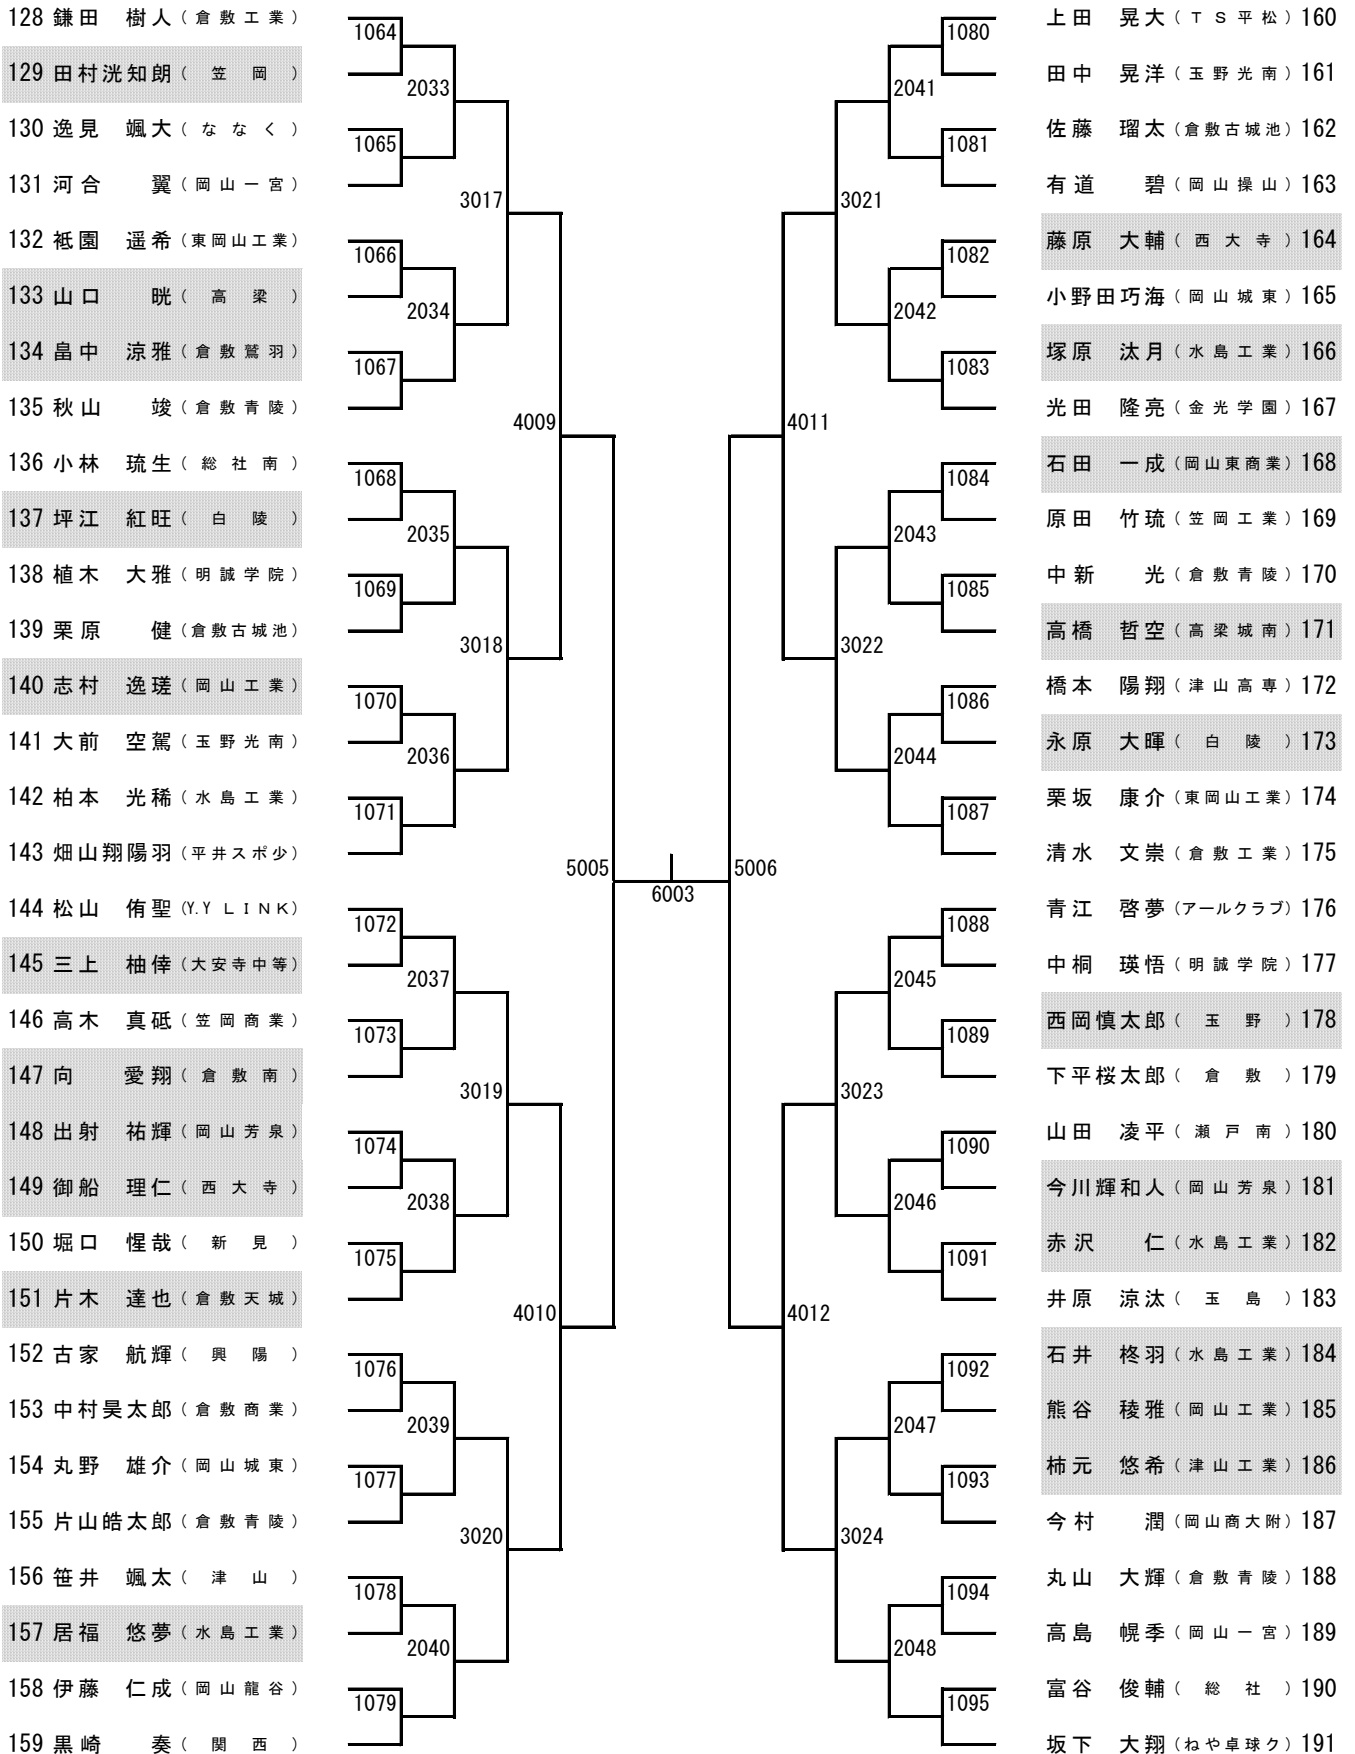 128 鎌田 樹人 (倉敷工業)
129 田村洸知朗 (笠岡)
130 逸見 颯大 (ななく)
131 河合 翼 (岡山一宮)
132 祗園 遥希 (東岡山工業)
133 山口 晄 (高梁)
134 畠中 涼雅 (倉敷鷲羽)
135 秋山 竣 (倉敷青陵)
136 小林 琉生 (総社南)
137 坪江 紅旺 (白陵)
138 植木 大雅 (明誠学院)
139 栗原 健 (倉敷古城池)
140 志村 逸瑳 (岡山工業)
141 大前 空駕 (玉野光南)
142 柏本 光稀 (水島工業)
143 畑山翔陽羽 (平井スポ少)
144 松山 侑聖 (Y.Y LINK)
145 三上 柚倖 (大安寺中等)
146 高木 真砥 (笠岡商業)
147 向 愛翔 (倉敷南)
148 出射 祐輝 (岡山芳泉)
149 御船 理仁 (西大寺)
150 堀口 惺哉 (新見)
151 片木 達也 (倉敷天城)
152 古家 航輝 (興陽)
153 中村昊太郎 (倉敷商業)
154 丸野 雄介 (岡山城東)
155 片山皓太郎 (倉敷青陵)
156 笹井 颯太 (津山)
157 居福 悠夢 (水島工業)
158 伊藤 仁成 (岡山龍谷)
159 黒崎 奏 (関西)
1064
1065
1066
1067
1068
1069
1070
1071
1072
1073
1074
1075
1076
1077
1078
1079
2033
2034
2035
2036
2037
2038
2039
2040
3017
3018
3019
3020
4009
4010
5005
6003
5006
4011
4012
3021
3022
3023
3024
2041
2042
2043
2044
2045
2046
2047
2048
1080
1081
1082
1083
1084
1085
1086
1087
1088
1089
1090
1091
1092
1093
1094
1095
上田 晃大 (TS平松) 160
田中 晃洋 (玉野光南) 161
佐藤 瑠太 (倉敷古城池) 162
有道 碧 (岡山操山) 163
藤原 大輔 (西大寺) 164
小野田巧海 (岡山城東) 165
塚原 汰月 (水島工業) 166
光田 隆亮 (金光学園) 167
石田 一成 (岡山東商業) 168
原田 竹琉 (笠岡工業) 169
中新 光 (倉敷青陵) 170
高橋 哲空 (高梁城南) 171
橋本 陽翔 (津山高専) 172
永原 大暉 (白陵) 173
栗坂 康介 (東岡山工業) 174
清水 文崇 (倉敷工業) 175
青江 啓夢 (アールクラブ) 176
中桐 瑛悟 (明誠学院) 177
西岡慎太郎 (玉野) 178
下平桜太郎 (倉敷) 179
山田 凌平 (瀬戸南) 180
今川輝和人 (岡山芳泉) 181
赤沢 仁 (水島工業) 182
井原 涼汰 (玉島) 183
石井 柊羽 (水島工業) 184
熊谷 稜雅 (岡山工業) 185
柿元 悠希 (津山工業) 186
今村 潤 (岡山商大附) 187
丸山 大輝 (倉敷青陵) 188
高島 幌季 (岡山一宮) 189
富谷 俊輔 (総社) 190
坂下 大翔 (ねや卓球ク) 191